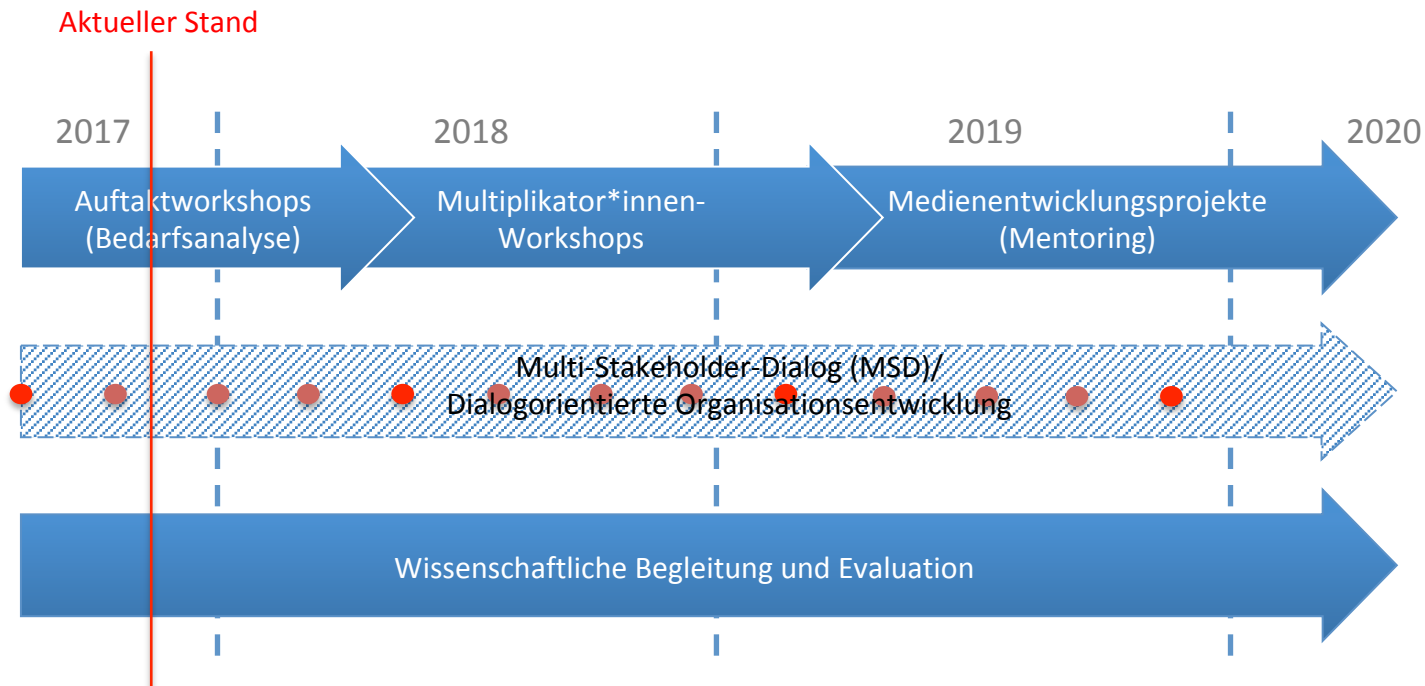 Aktueller Stand
2017
2018
2019
2020
Auftaktworkshops
(Bedarfsanalyse)
Multiplikator*innen-
Workshops
Medienentwicklungsprojekte
(Mentoring)
Multi-Stakeholder-Dialog (MSD)/
Dialogorientierte Organisationsentwicklung
Wissenschaftliche Begleitung und Evaluation